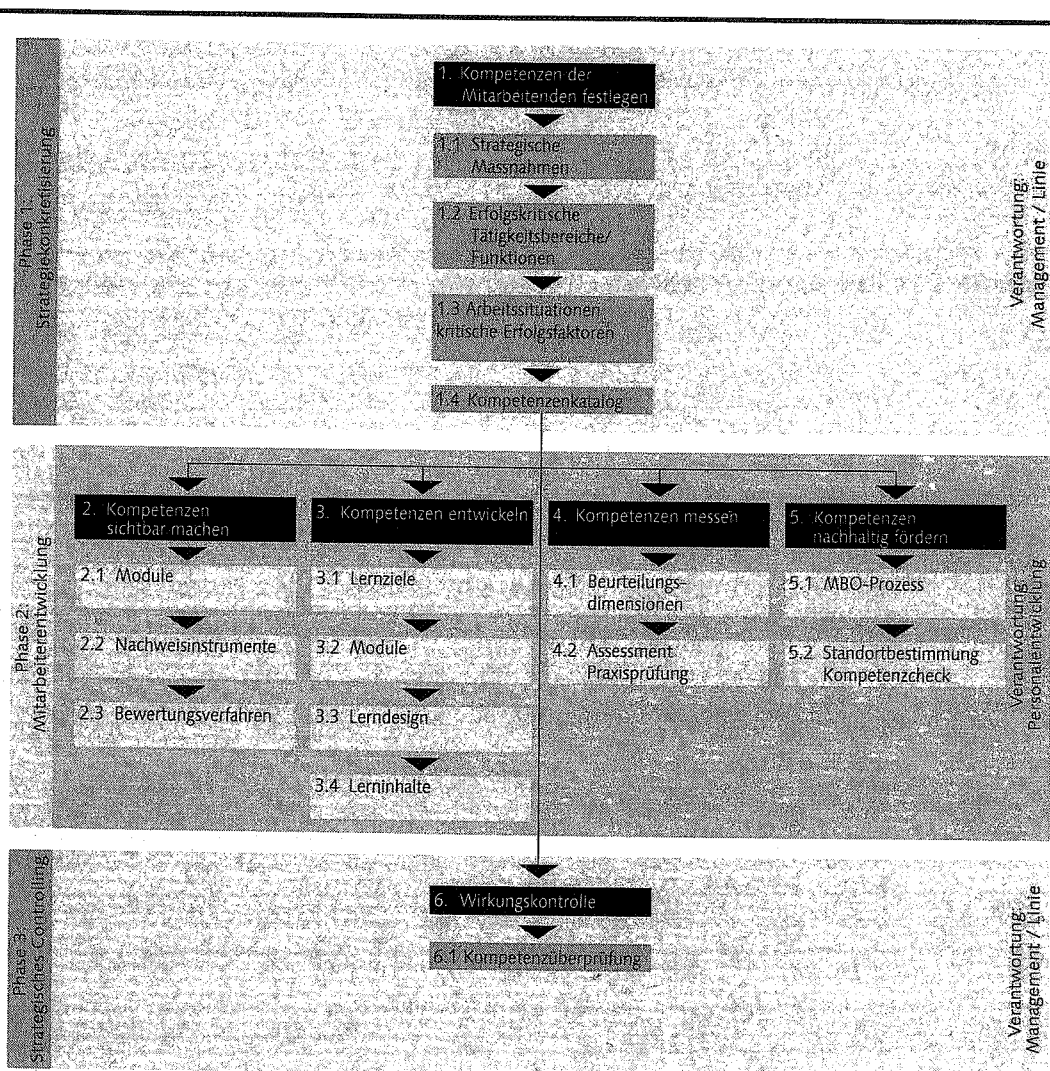 Phase 1:
Strategiekonkretisierung
1. Kompetenzen der
Mitarbeitenden festlegen
1.1 Strategische
Massnahmen
1.2 Erfolgskritische
Tätigkeitsbereiche/
Funktionen
1.3 Arbeitssituationen
kritische Erfolgsfaktoren
1.4 Kompetenzenkatalog
Verantwortung:
Management / Linie
Phase 2:
Mitarbeiterentwicklung
2. Kompetenzen
sichtbar machen
2.1 Module
2.2 Nachweisinstrumente
2.3 Bewertungsverfahren
3. Kompetenzen entwickeln
3.1 Lernziele
3.2 Module
3.3 Lerndesign
3.4 Lerninhalte
4. Kompetenzen messen
4.1 Beurteilungs-
dimensionen
4.2 Assessment
Praxisprüfung
5. Kompetenzen
nachhaltig fördern
5.1 MBO-Prozess
5.2 Standortbestimmung
Kompetenzcheck
Verantwortung:
Personalentwicklung
Phase 3:
Strategisches Controlling
6. Wirkungskontrolle
6.1 Kompetenzüberprüfung
Verantwortung:
Management / Linie